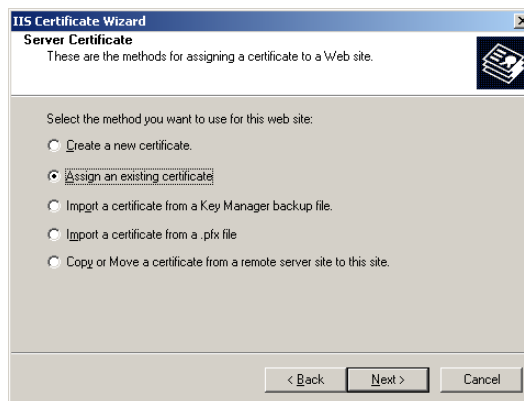 IIS Certificate Wizard
Server Certificate
These are the methods for assigning a certificate to a Web site.
Select the method you want to use for this web site:
Create a new certificate.
Assign an existing certificate
Import a certificate from a Key Manager backup file.
Import a certificate from a .pfx file
Copy or Move a certificate from a remote server site to this site.
< Back Next > Cancel